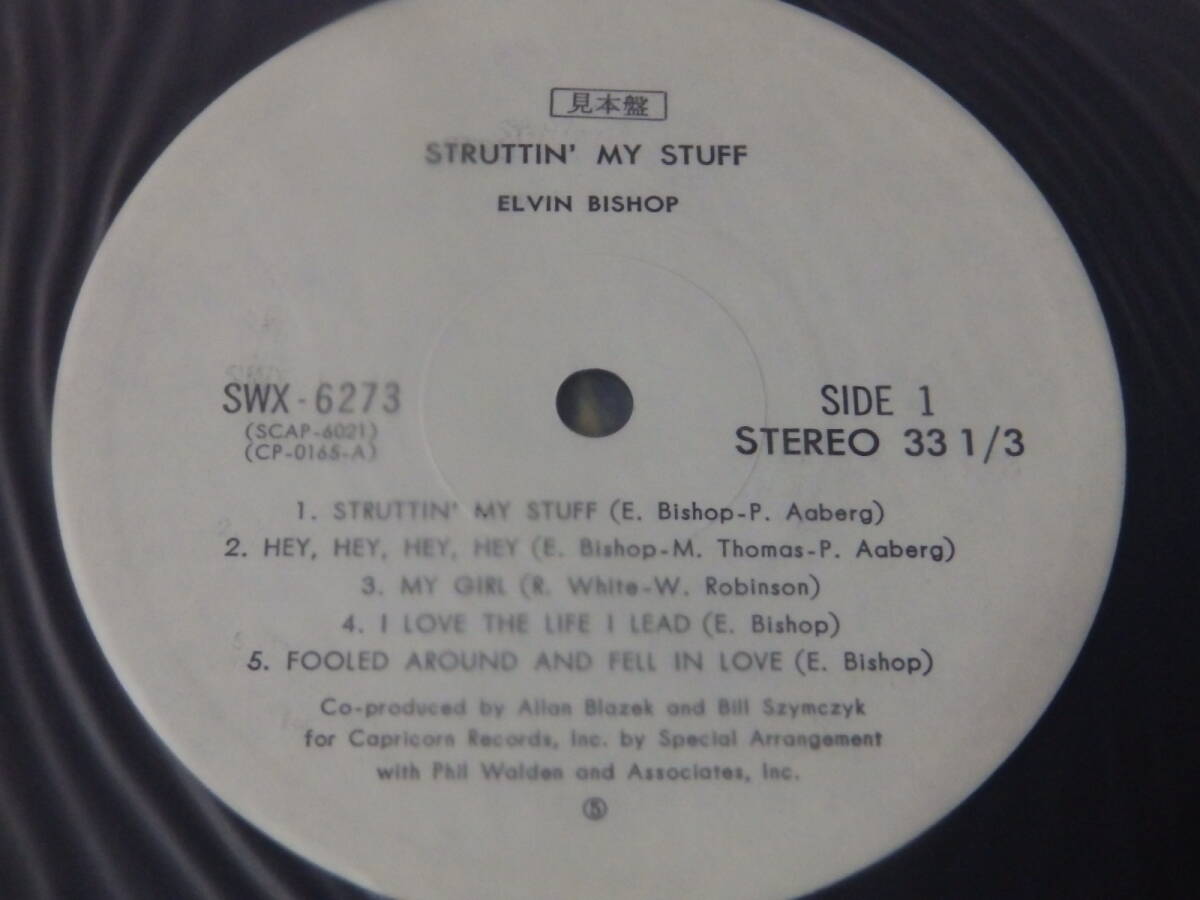 見本盤
STRUTTIN' MY STUFF
ELVIN BISHOP
SWX-6273
(SCAP-6021)
(CP-0165-A)
SIDE 1
STEREO 33 1/3
1. STRUTTIN' MY STUFF (E. Bishop-P. Aaberg)
2. HEY, HEY, HEY, HEY (E. Bishop-M. Thomas-P. Aaberg)
3. MY GIRL (R. White-W. Robinson)
4. I LOVE THE LIFE I LEAD (E. Bishop)
5. FOOLED AROUND AND FELL IN LOVE (E. Bishop)
Co-produced by Allan Blazek and Bill Szymczyk
for Capricorn Records, Inc. by Special Arrangement
with Phil Walden and Associates, Inc.
Ⓢ